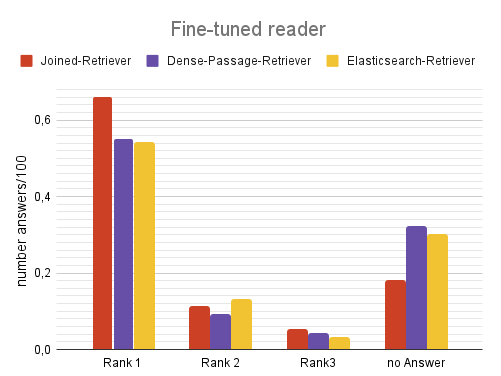 Fine-tuned reader
Joined-Retriever Dense-Passage-Retriever Elasticsearch-Retriever
number answers/100
0,6
0,4
0,2
0,0
Rank 1 Rank 2 Rank3 no Answer